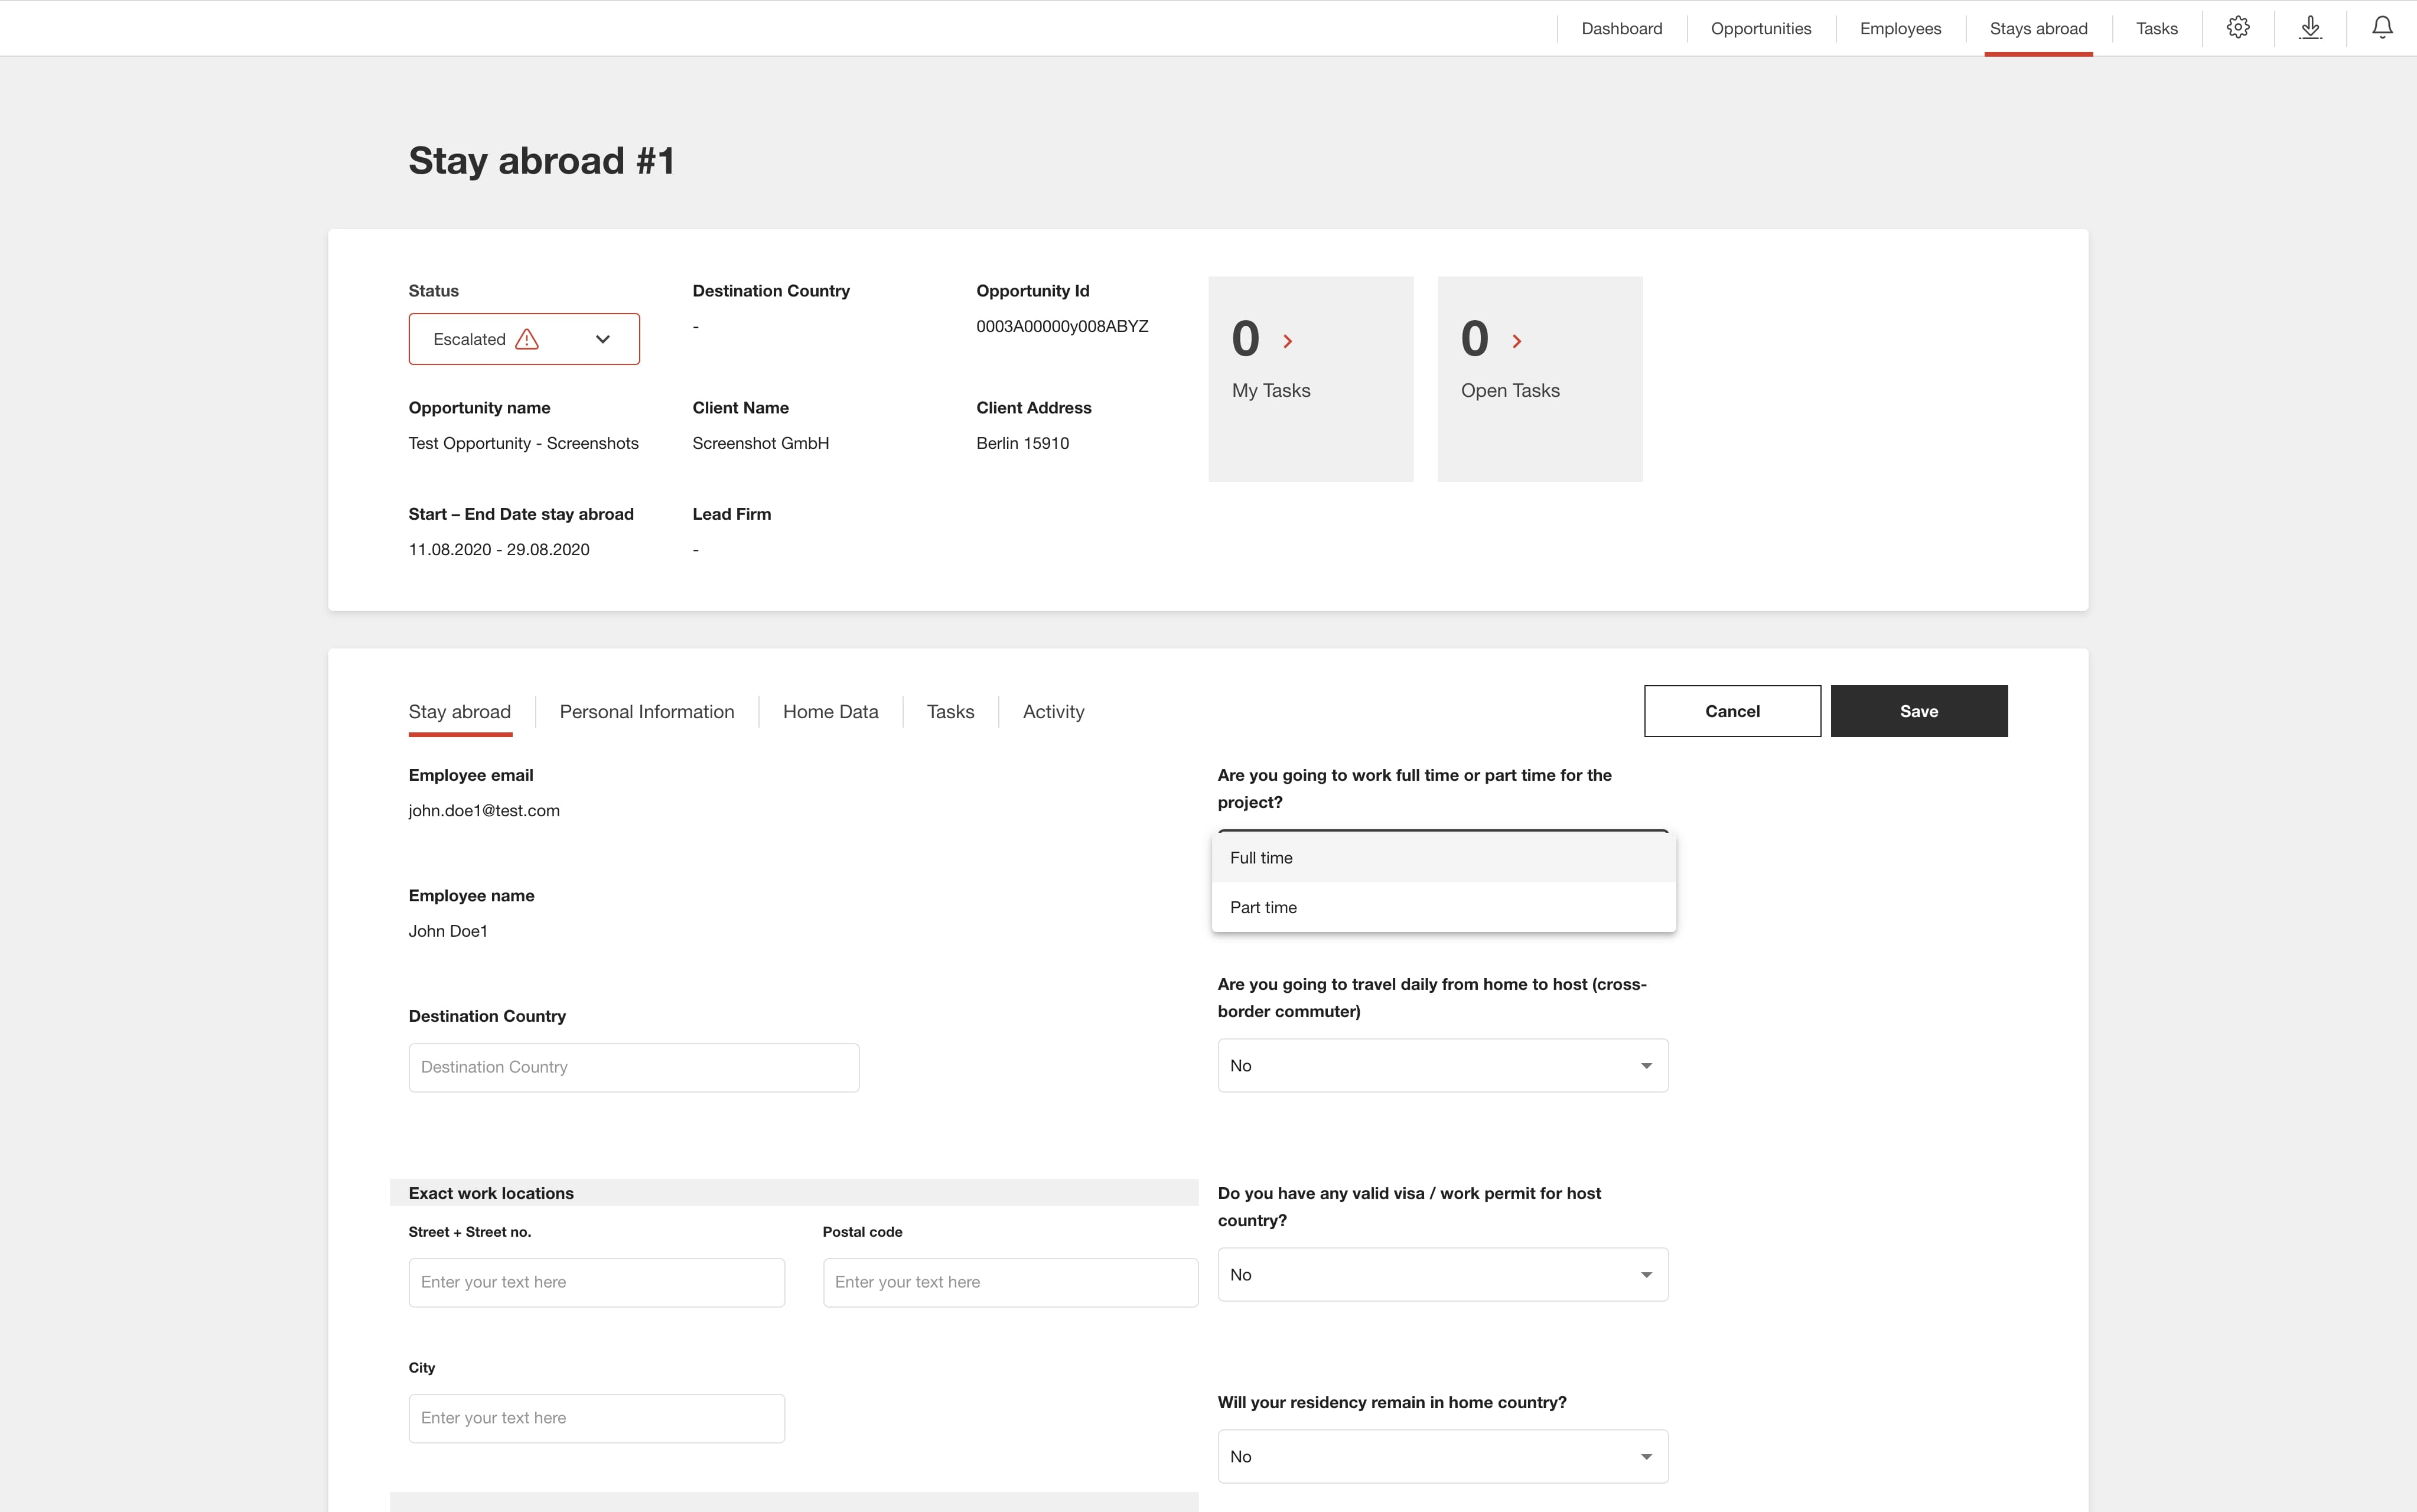 Dashboard
Opportunities
Employees
Stays abroad
Tasks
Stay abroad #1
Status
Escalated
Destination Country
-
Opportunity Id
0003A00000y008ABYZ
0
My Tasks
0
Open Tasks
Opportunity name
Test Opportunity - Screenshots
Client Name
Screenshot GmbH
Client Address
Berlin 15910
Start – End Date stay abroad
11.08.2020 - 29.08.2020
Lead Firm
-
Stay abroad
Personal Information
Home Data
Tasks
Activity
Cancel
Save
Employee email
john.doe1@test.com
Employee name
John Doe1
Destination Country
Destination Country
Exact work locations
Street + Street no.
Enter your text here
Postal code
Enter your text here
City
Enter your text here
Are you going to work full time or part time for the
project?
Full time
Part time
Are you going to travel daily from home to host (cross-
border commuter)
No
Do you have any valid visa / work permit for host
country?
No
Will your residency remain in home country?
No